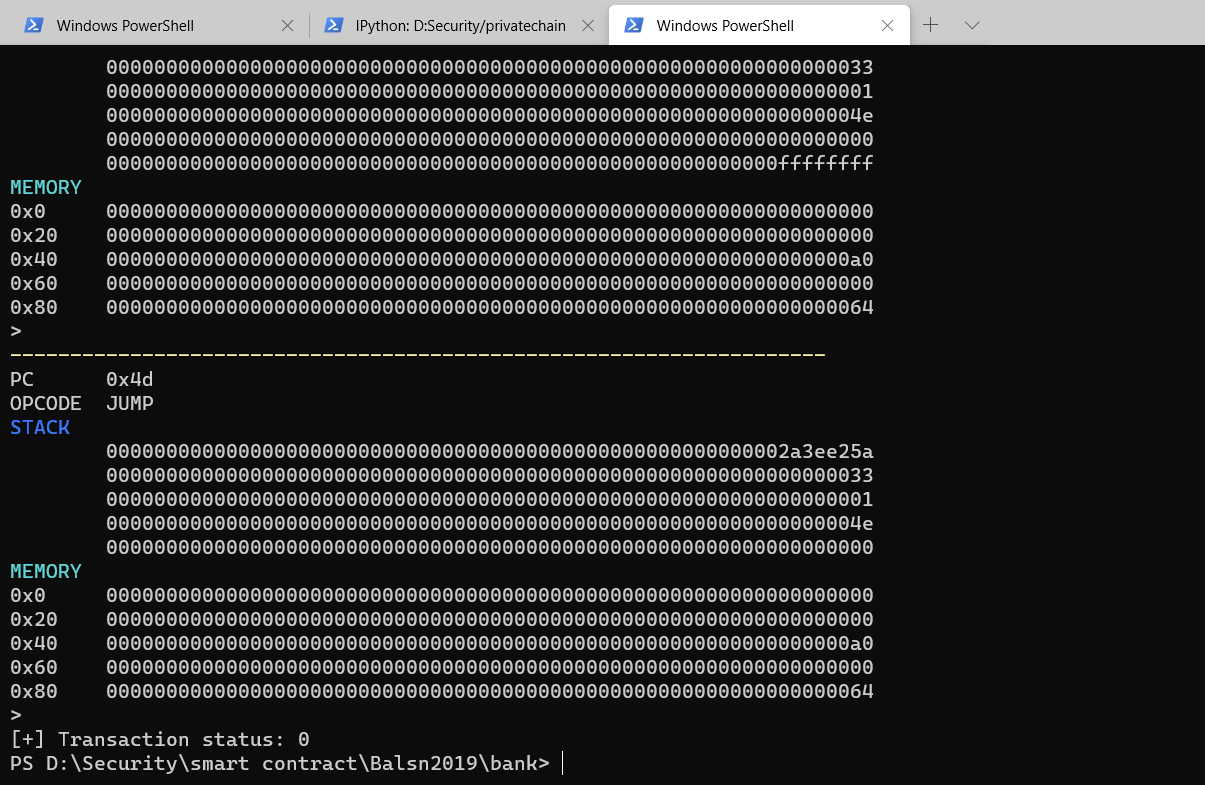 Windows PowerShell
IPython: D:Security/privatechain
Windows PowerShell
0000000000000000000000000000000000000000000000000000000000000033
0000000000000000000000000000000000000000000000000000000000000001
000000000000000000000000000000000000000000000000000000000000004e
0000000000000000000000000000000000000000000000000000000000000000
00000000000000000000000000000000000000000000000000000000ffffffff
MEMORY
0x0 0000000000000000000000000000000000000000000000000000000000000000
0x20 0000000000000000000000000000000000000000000000000000000000000000
0x40 00000000000000000000000000000000000000000000000000000000000000a0
0x60 0000000000000000000000000000000000000000000000000000000000000000
0x80 0000000000000000000000000000000000000000000000000000000000000064
>
--------------------------------------------------------------------
PC 0x4d
OPCODE JUMP
STACK
000000000000000000000000000000000000000000000000000000002a3ee25a
0000000000000000000000000000000000000000000000000000000000000033
0000000000000000000000000000000000000000000000000000000000000001
000000000000000000000000000000000000000000000000000000000000004e
0000000000000000000000000000000000000000000000000000000000000000
MEMORY
0x0 0000000000000000000000000000000000000000000000000000000000000000
0x20 0000000000000000000000000000000000000000000000000000000000000000
0x40 00000000000000000000000000000000000000000000000000000000000000a0
0x60 0000000000000000000000000000000000000000000000000000000000000000
0x80 0000000000000000000000000000000000000000000000000000000000000064
>
[+] Transaction status: 0
PS D:\Security\smart contract\Balsn2019\bank>